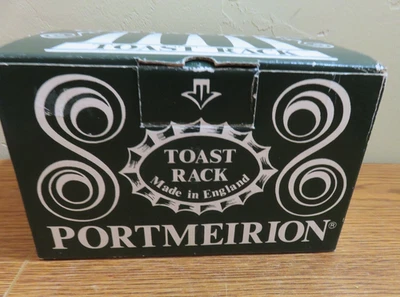 TOAST RACK
TOAST
RACK
Made in England
PORTMEIRION®